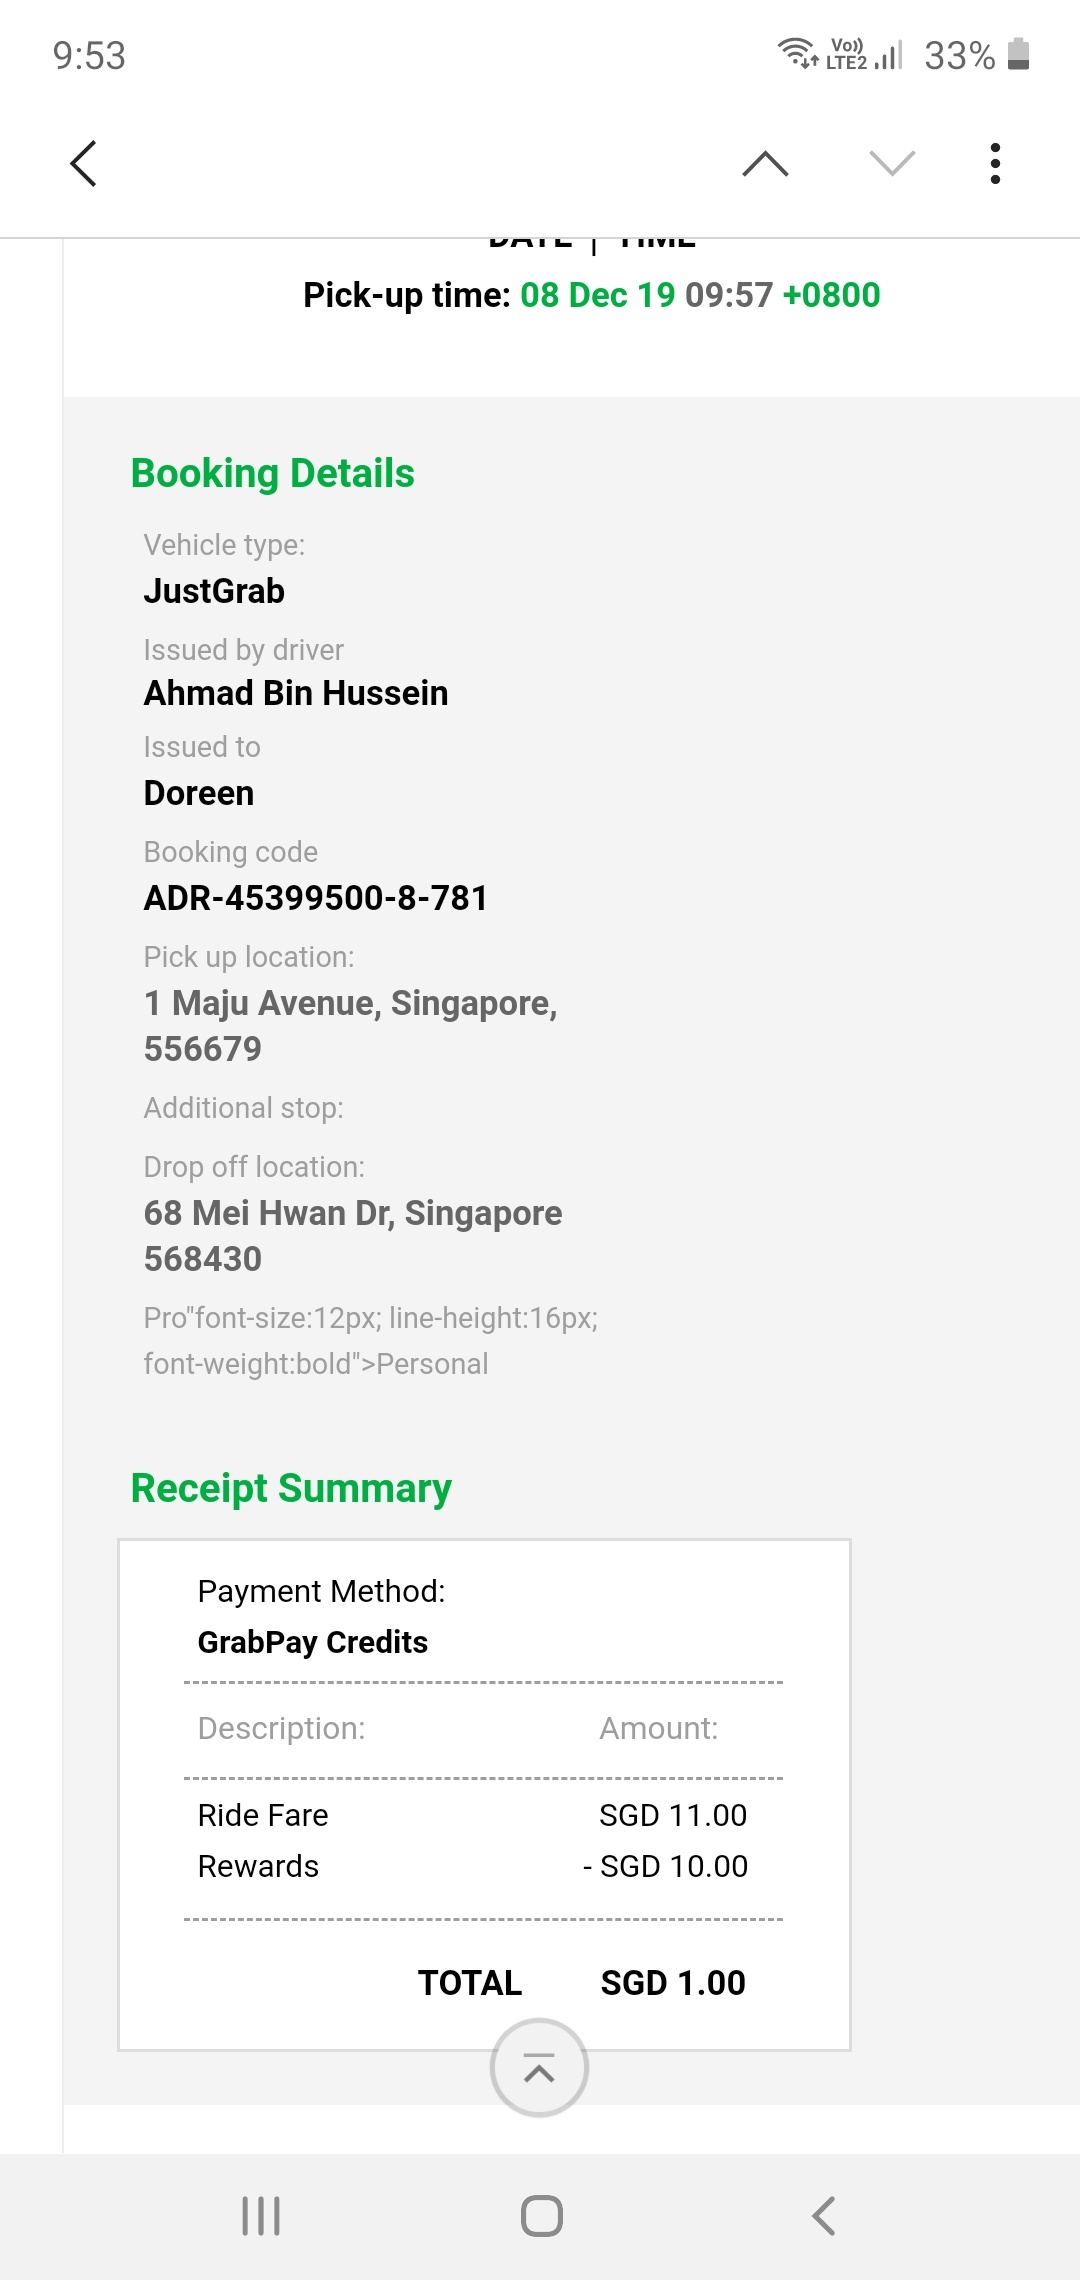 9:53
Vo)) LTE2 33%
DATE | TIME
Pick-up time: 08 Dec 19 09:57 +0800
Booking Details
Vehicle type:
JustGrab
Issued by driver
Ahmad Bin Hussein
Issued to
Doreen
Booking code
ADR-45399500-8-781
Pick up location:
1 Maju Avenue, Singapore,
556679
Additional stop:
Drop off location:
68 Mei Hwan Dr, Singapore
568430
Pro"font-size:12px; line-height:16px;
font-weight:bold">Personal
Receipt Summary
Payment Method:
GrabPay Credits
Description: Amount:
Ride Fare SGD 11.00
Rewards - SGD 10.00
TOTAL SGD 1.00